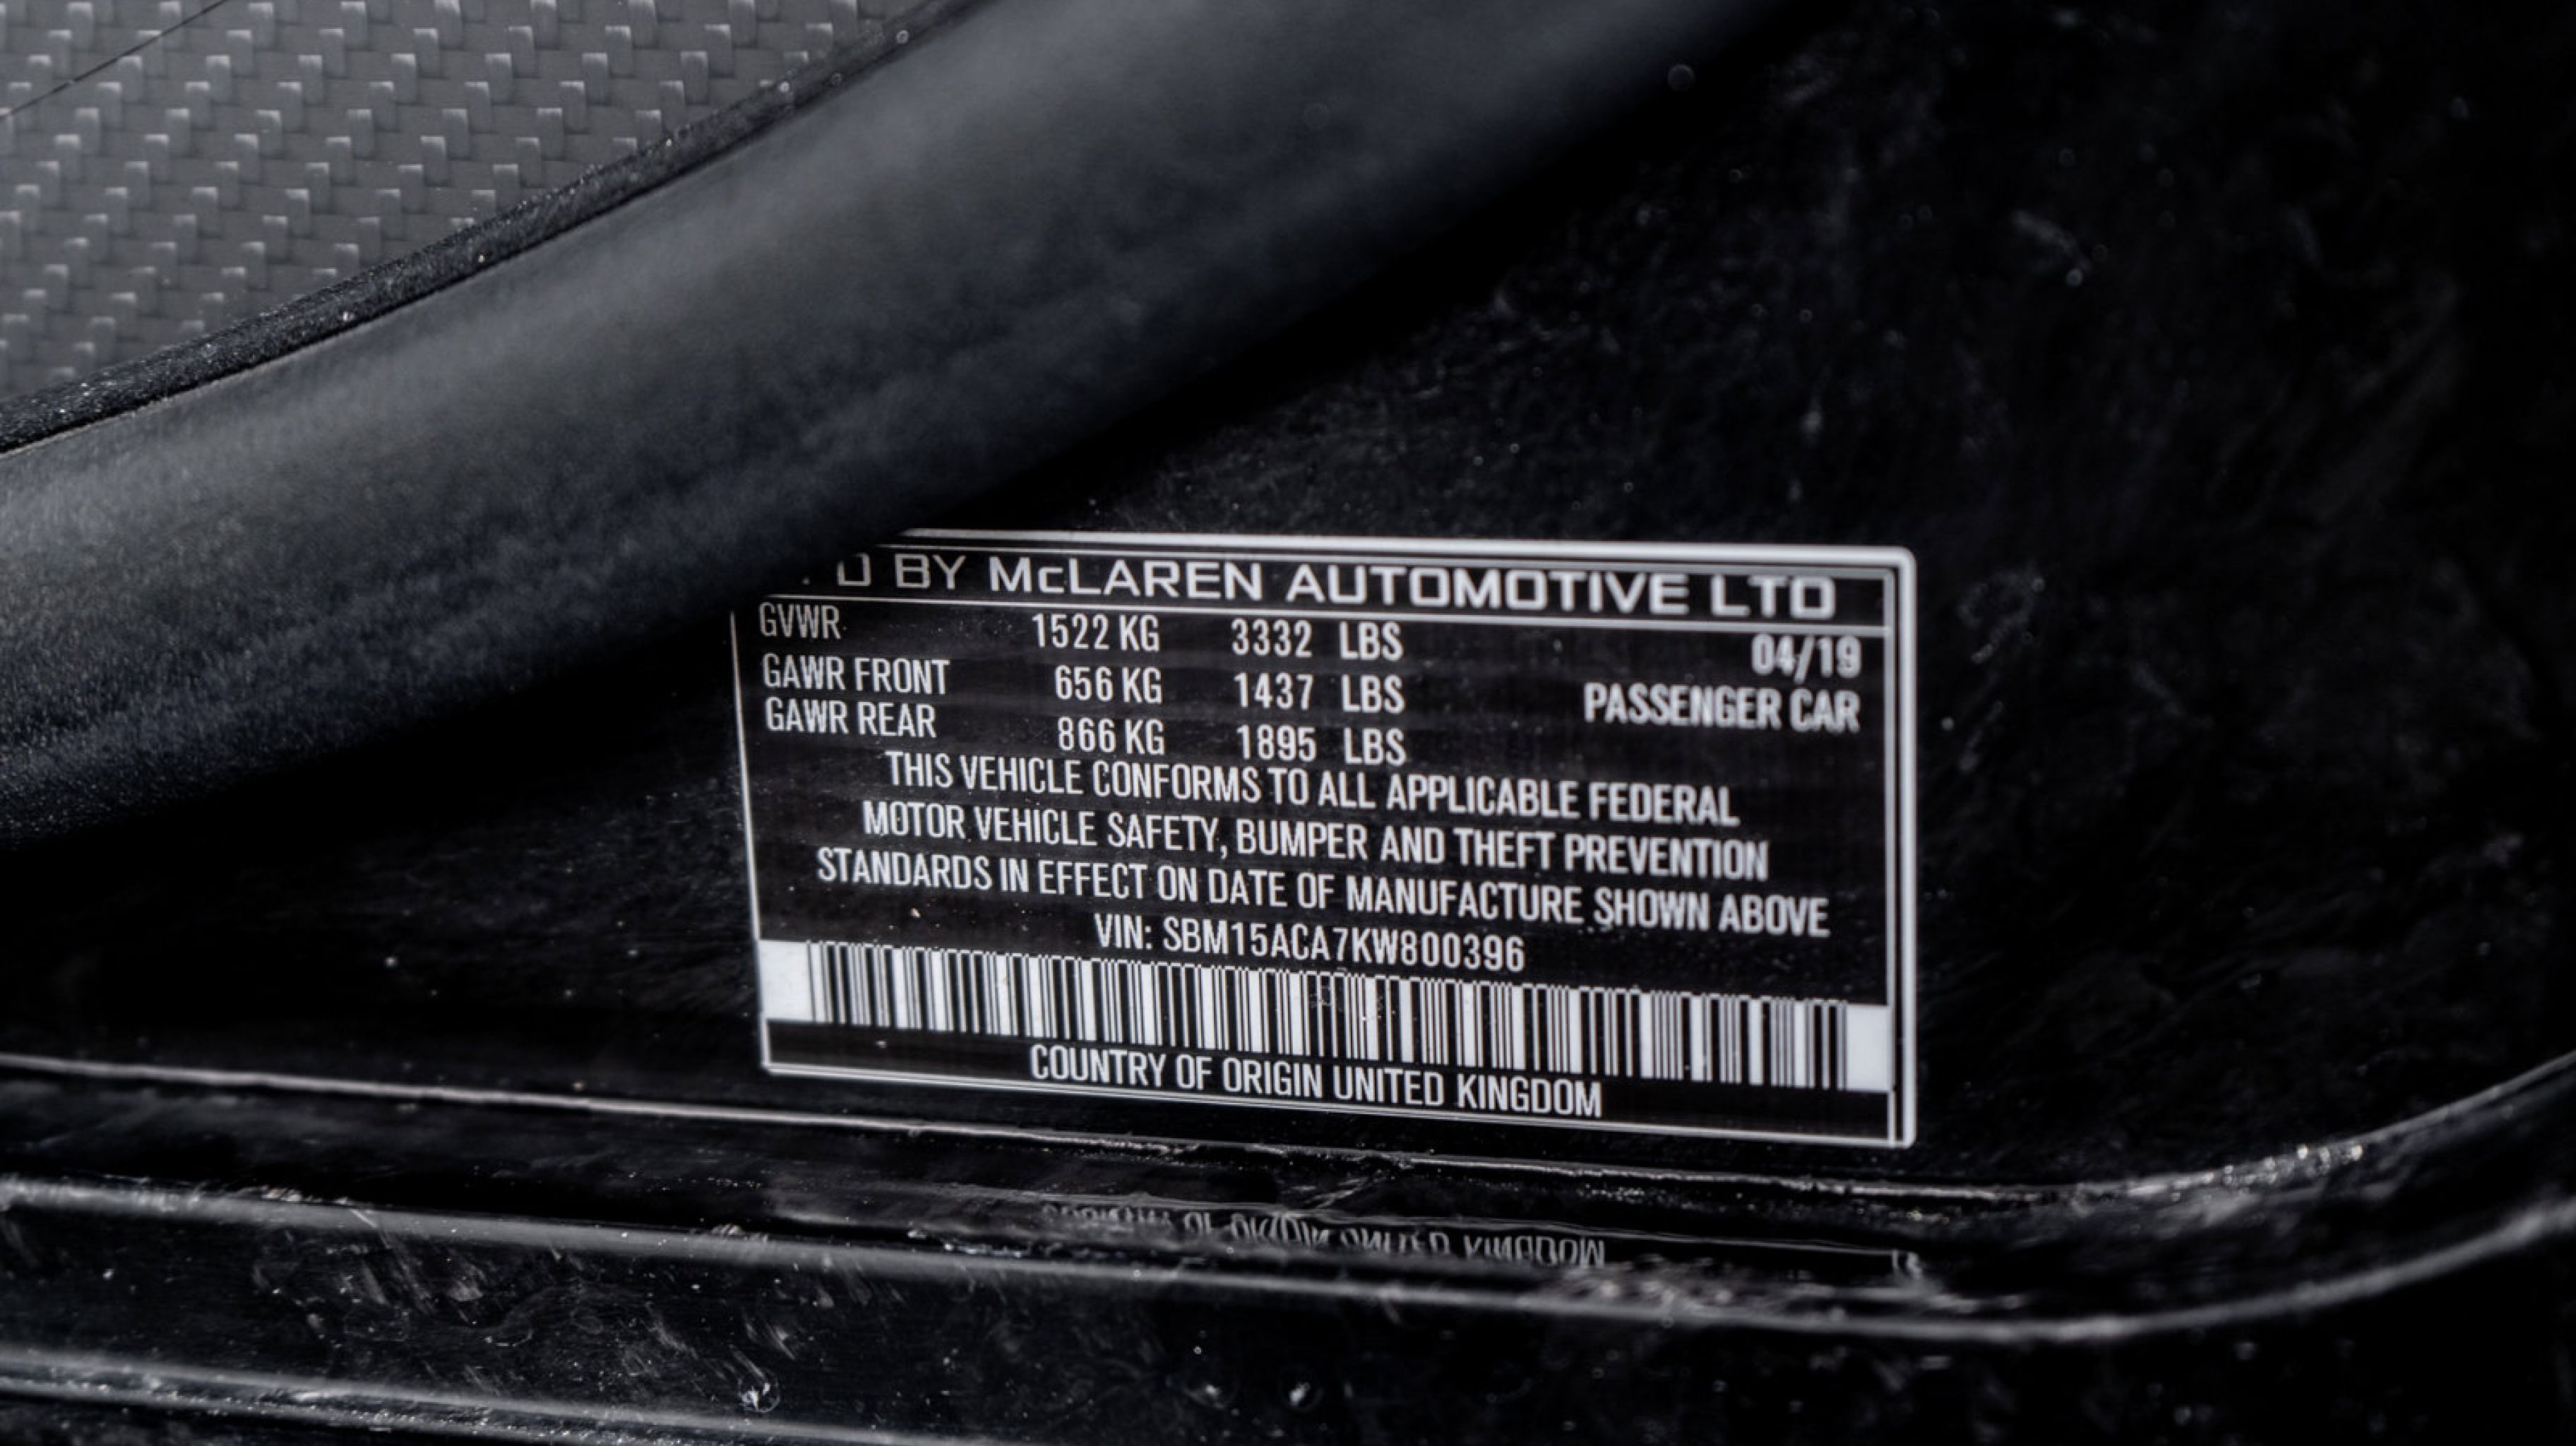 D BY McLAREN AUTOMOTIVE LTD
GVWR 1522 KG 3332 LBS 04/19
GAWR FRONT 656 KG 1437 LBS PASSENGER CAR
GAWR REAR 866 KG 1895 LBS
THIS VEHICLE CONFORMS TO ALL APPLICABLE FEDERAL
MOTOR VEHICLE SAFETY, BUMPER AND THEFT PREVENTION
STANDARDS IN EFFECT ON DATE OF MANUFACTURE SHOWN ABOVE
VIN: SBM15ACA7KW800396
COUNTRY OF ORIGIN UNITED KINGDOM